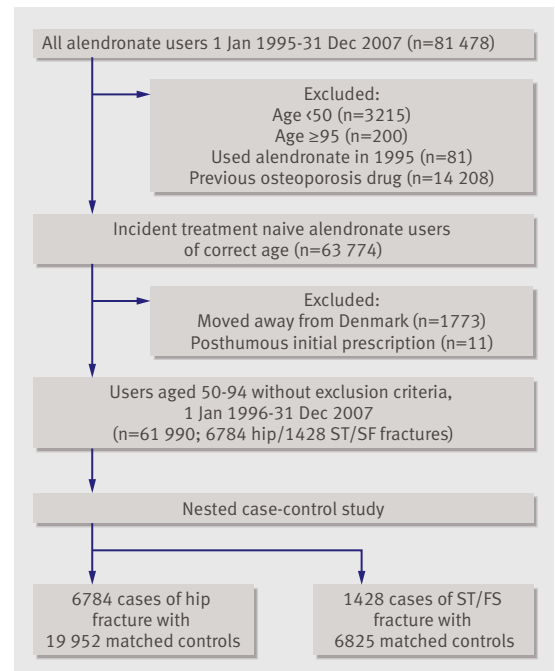 All alendronate users 1 Jan 1995-31 Dec 2007 (n=81 478)
Excluded:
Age <50 (n=3215)
Age ≥95 (n=200)
Used alendronate in 1995 (n=81)
Previous osteoporosis drug (n=14 208)
Incident treatment naive alendronate users
of correct age (n=63 774)
Excluded:
Moved away from Denmark (n=1773)
Posthumous initial prescription (n=11)
Users aged 50-94 without exclusion criteria,
1 Jan 1996-31 Dec 2007
(n=61 990; 6784 hip/1428 ST/SF fractures)
Nested case-control study
6784 cases of hip
fracture with
19 952 matched controls
1428 cases of ST/FS
fracture with
6825 matched controls